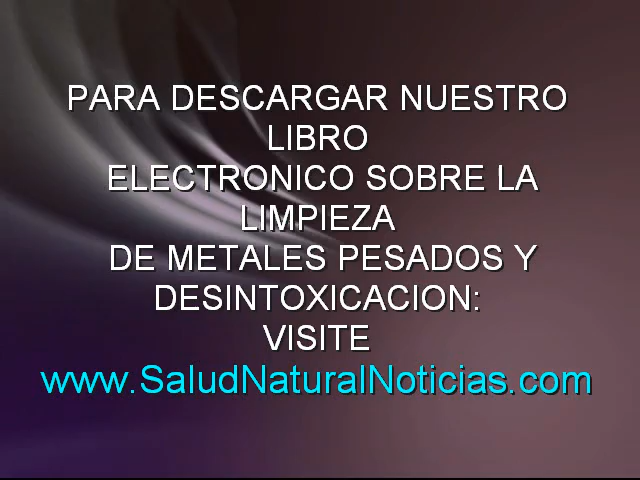 PARA DESCARGAR NUESTRO
LIBRO
ELECTRONICO SOBRE LA
LIMPIEZA
DE METALES PESADOS Y
DESINTOXICACION:
VISITE
www.SaludNaturalNoticias.com